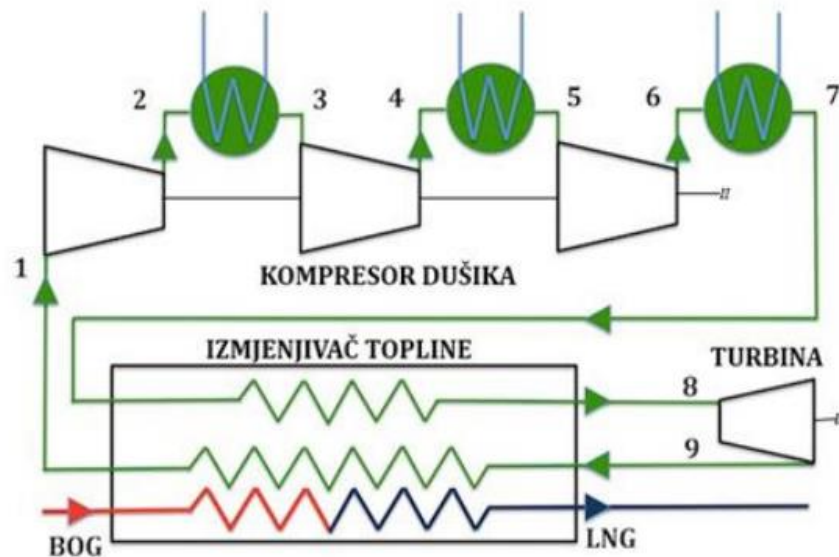 2 3 4 5 6 7
1
KOMPRESOR DUŠIKA
IZMJENJIVAČ TOPLINE
TURBINA
8
9
BOG
LNG